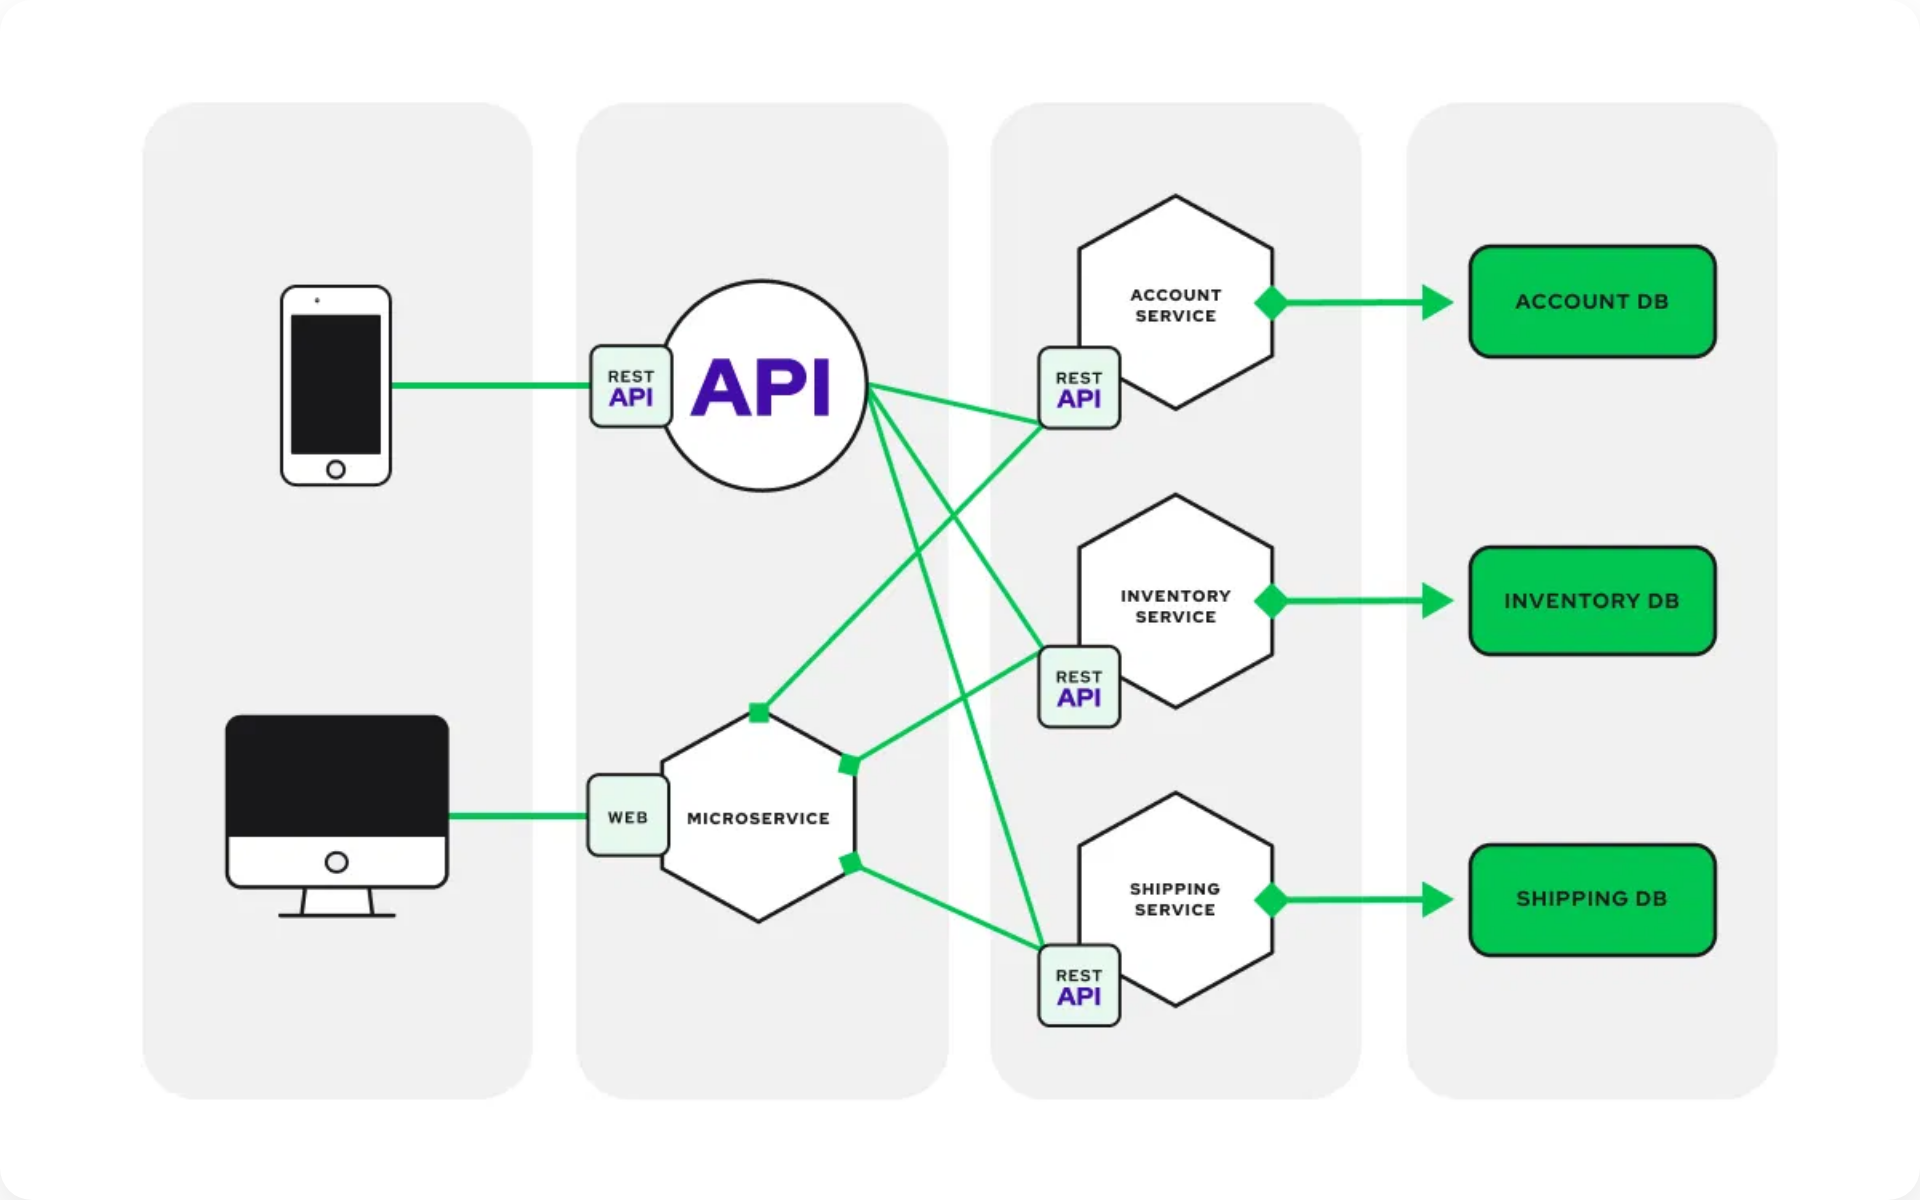 REST
API
API
WEB
MICROSERVICE
ACCOUNT
SERVICE
REST
API
INVENTORY
SERVICE
REST
API
SHIPPING
SERVICE
REST
API
ACCOUNT DB
INVENTORY DB
SHIPPING DB